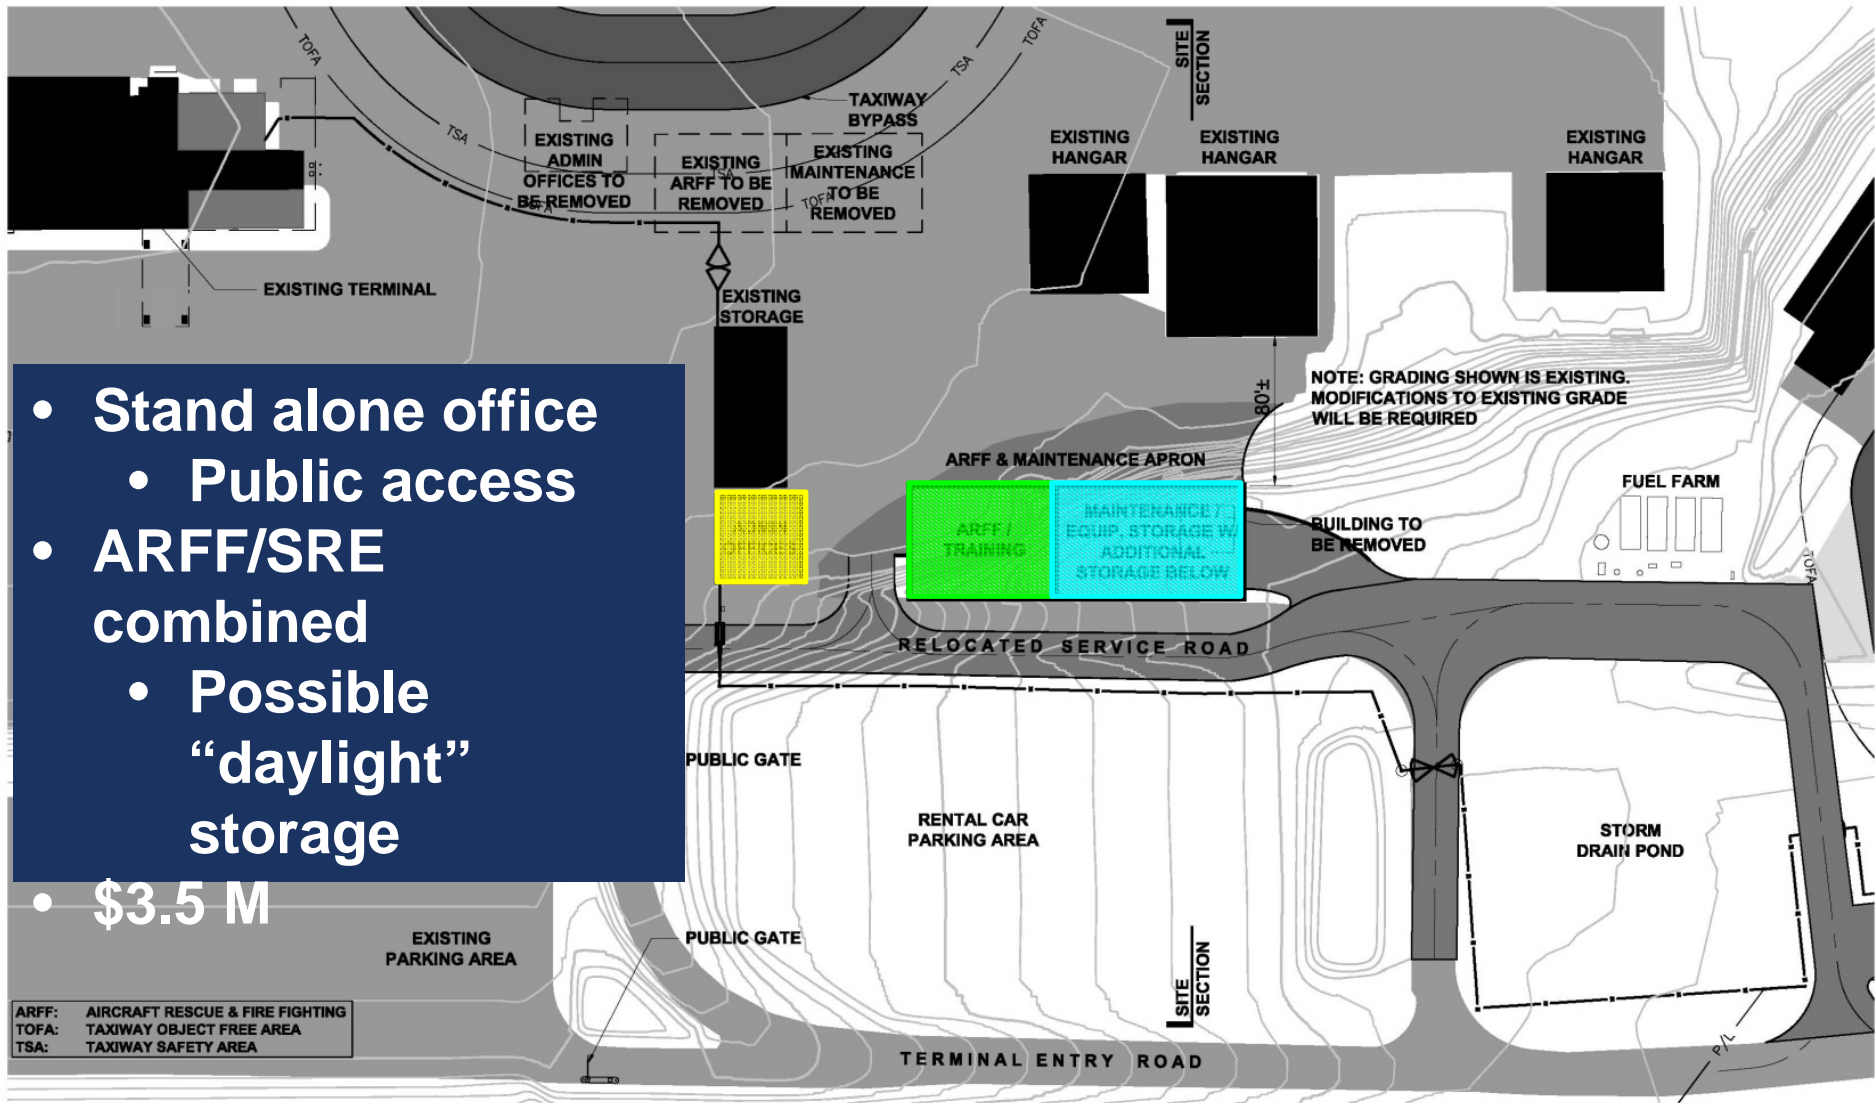 TOFA
TSA
TSA
TOFA
TSA
TOFA
TOFA
SITE
SECTION
TAXIWAY
BYPASS
EXISTING
ADMIN
OFFICES TO
BE REMOVED
EXISTING
ARFF TO BE
REMOVED
EXISTING
MAINTENANCE
TO BE
REMOVED
EXISTING
HANGAR
EXISTING
HANGAR
EXISTING
HANGAR
EXISTING TERMINAL
EXISTING
STORAGE
80'±
NOTE: GRADING SHOWN IS EXISTING.
MODIFICATIONS TO EXISTING GRADE
WILL BE REQUIRED
• Stand alone office
• Public access
• ARFF/SRE
combined
• Possible
“daylight”
storage
• $3.5 M
ARFF & MAINTENANCE APRON
ARFF /
TRAINING
MAINTENANCE /
EQUIP. STORAGE W/
ADDITIONAL
STORAGE BELOW
BUILDING TO
BE REMOVED
FUEL FARM
TOFA
RELOCATED SERVICE ROAD
PUBLIC GATE
RENTAL CAR
PARKING AREA
STORM
DRAIN POND
EXISTING
PARKING AREA
PUBLIC GATE
SITE
SECTION
P/L
TERMINAL ENTRY ROAD
ARFF: AIRCRAFT RESCUE & FIRE FIGHTING
TOFA: TAXIWAY OBJECT FREE AREA
TSA: TAXIWAY SAFETY AREA